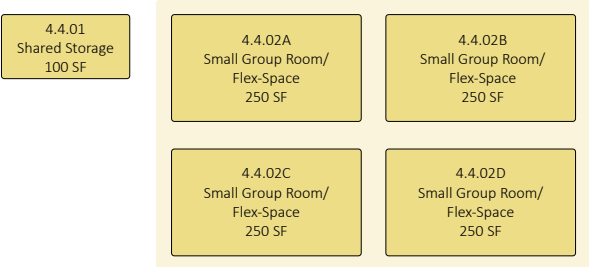 4.4.01
Shared Storage
100 SF
4.4.02A
Small Group Room/
Flex-Space
250 SF
4.4.02B
Small Group Room/
Flex-Space
250 SF
4.4.02C
Small Group Room/
Flex-Space
250 SF
4.4.02D
Small Group Room/
Flex-Space
250 SF